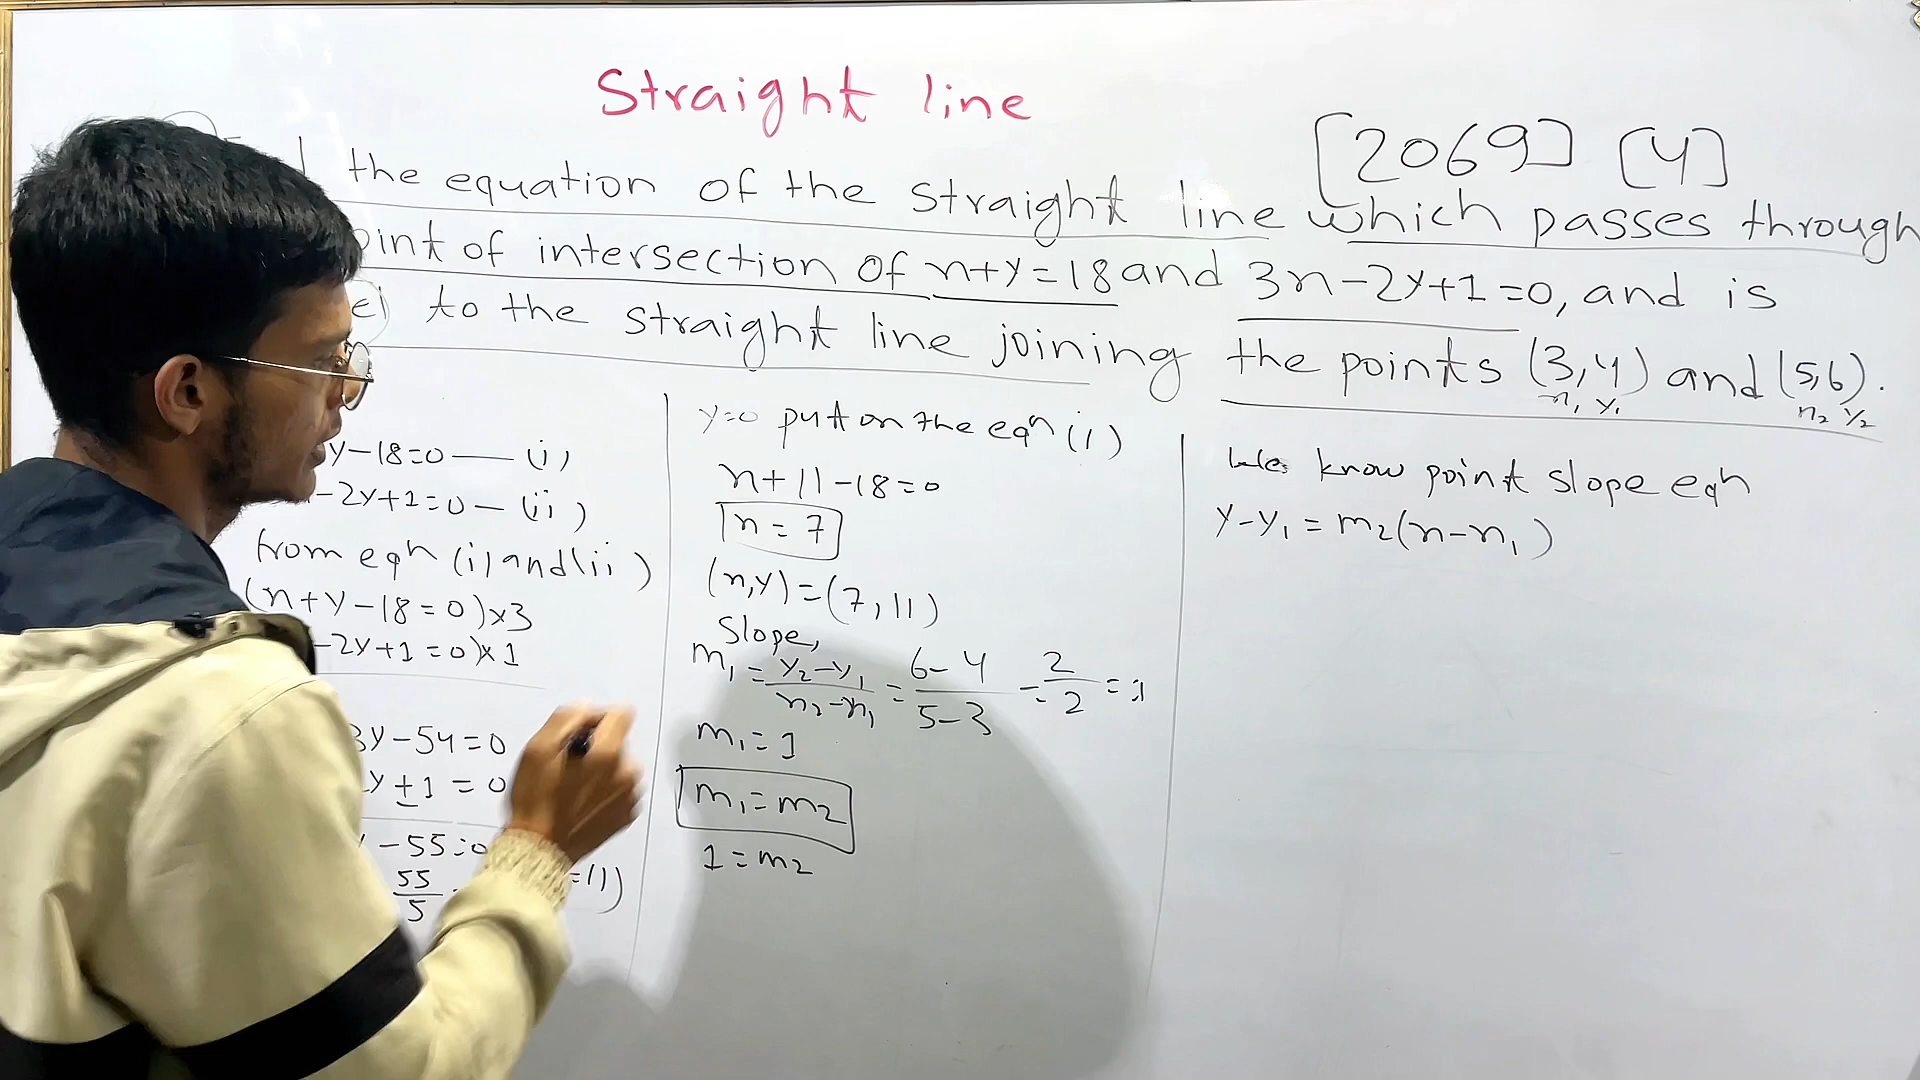 Straight line
[2069] [4]
the equation of the straight line which passes through
oint of intersection of x+y=18 and 3x-2y+1=0, and is
el to the straight line joining the points (3,4) and (5,6).
x₁ y₁ x₂ y₂
y-18=0 — (i)
-2y+1=0 — (ii)
from eqⁿ (i) and (ii)
(x+y-18=0)×3
-2y+1=0)×1
3y-54=0
y+1=0
-55=0
55/5 =11)
y=0 put on the eqⁿ (i)
x+11-18=0
x=7
(x,y)=(7,11)
Slope,
m₁ = (y₂-y₁)/(x₂-x₁) = (6-4)/(5-3) = 2/2 = 1
m₁=1
m₁=m₂
1=m₂
We know point slope eqⁿ
y-y₁=m₂(x-x₁)